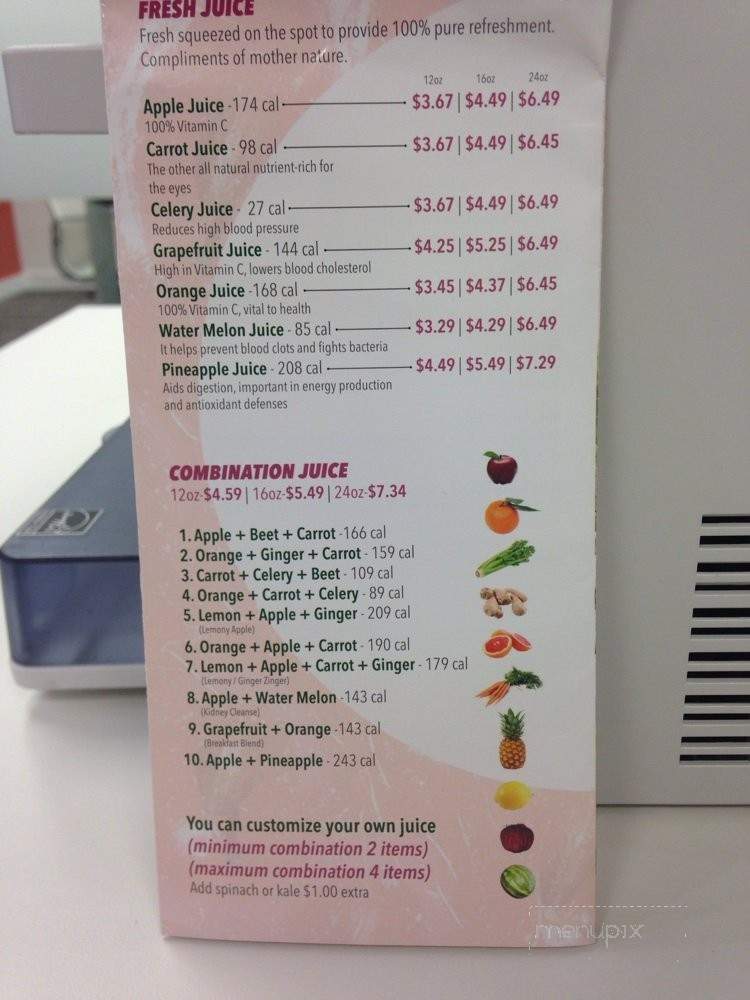 FRESH JUICE
Fresh squeezed on the spot to provide 100% pure refreshment.
Compliments of mother nature.
12oz 16oz 24oz
Apple Juice -174 cal $3.67 | $4.49 | $6.49
100% Vitamin C
Carrot Juice - 98 cal $3.67 | $4.49 | $6.45
The other all natural nutrient-rich for
the eyes
Celery Juice - 27 cal $3.67 | $4.49 | $6.49
Reduces high blood pressure
Grapefruit Juice - 144 cal $4.25 | $5.25 | $6.49
High in Vitamin C, lowers blood cholesterol
Orange Juice -168 cal $3.45 | $4.37 | $6.45
100% Vitamin C, vital to health
Water Melon Juice - 85 cal $3.29 | $4.29 | $6.49
It helps prevent blood clots and fights bacteria
Pineapple Juice - 208 cal $4.49 | $5.49 | $7.29
Aids digestion, important in energy production
and antioxidant defenses
COMBINATION JUICE
12oz-$4.59 | 16oz-$5.49 | 24oz-$7.34
1. Apple + Beet + Carrot -166 cal
2. Orange + Ginger + Carrot - 159 cal
3. Carrot + Celery + Beet - 109 cal
4. Orange + Carrot + Celery - 89 cal
5. Lemon + Apple + Ginger - 209 cal
(Lemony Apple)
6. Orange + Apple + Carrot - 190 cal
7. Lemon + Apple + Carrot + Ginger - 179 cal
(Lemony / Ginger Zinger)
8. Apple + Water Melon -143 cal
(Kidney Cleanse)
9. Grapefruit + Orange -143 cal
(Breakfast Blend)
10. Apple + Pineapple - 243 cal
You can customize your own juice
(minimum combination 2 items)
(maximum combination 4 items)
Add spinach or kale $1.00 extra
menupix